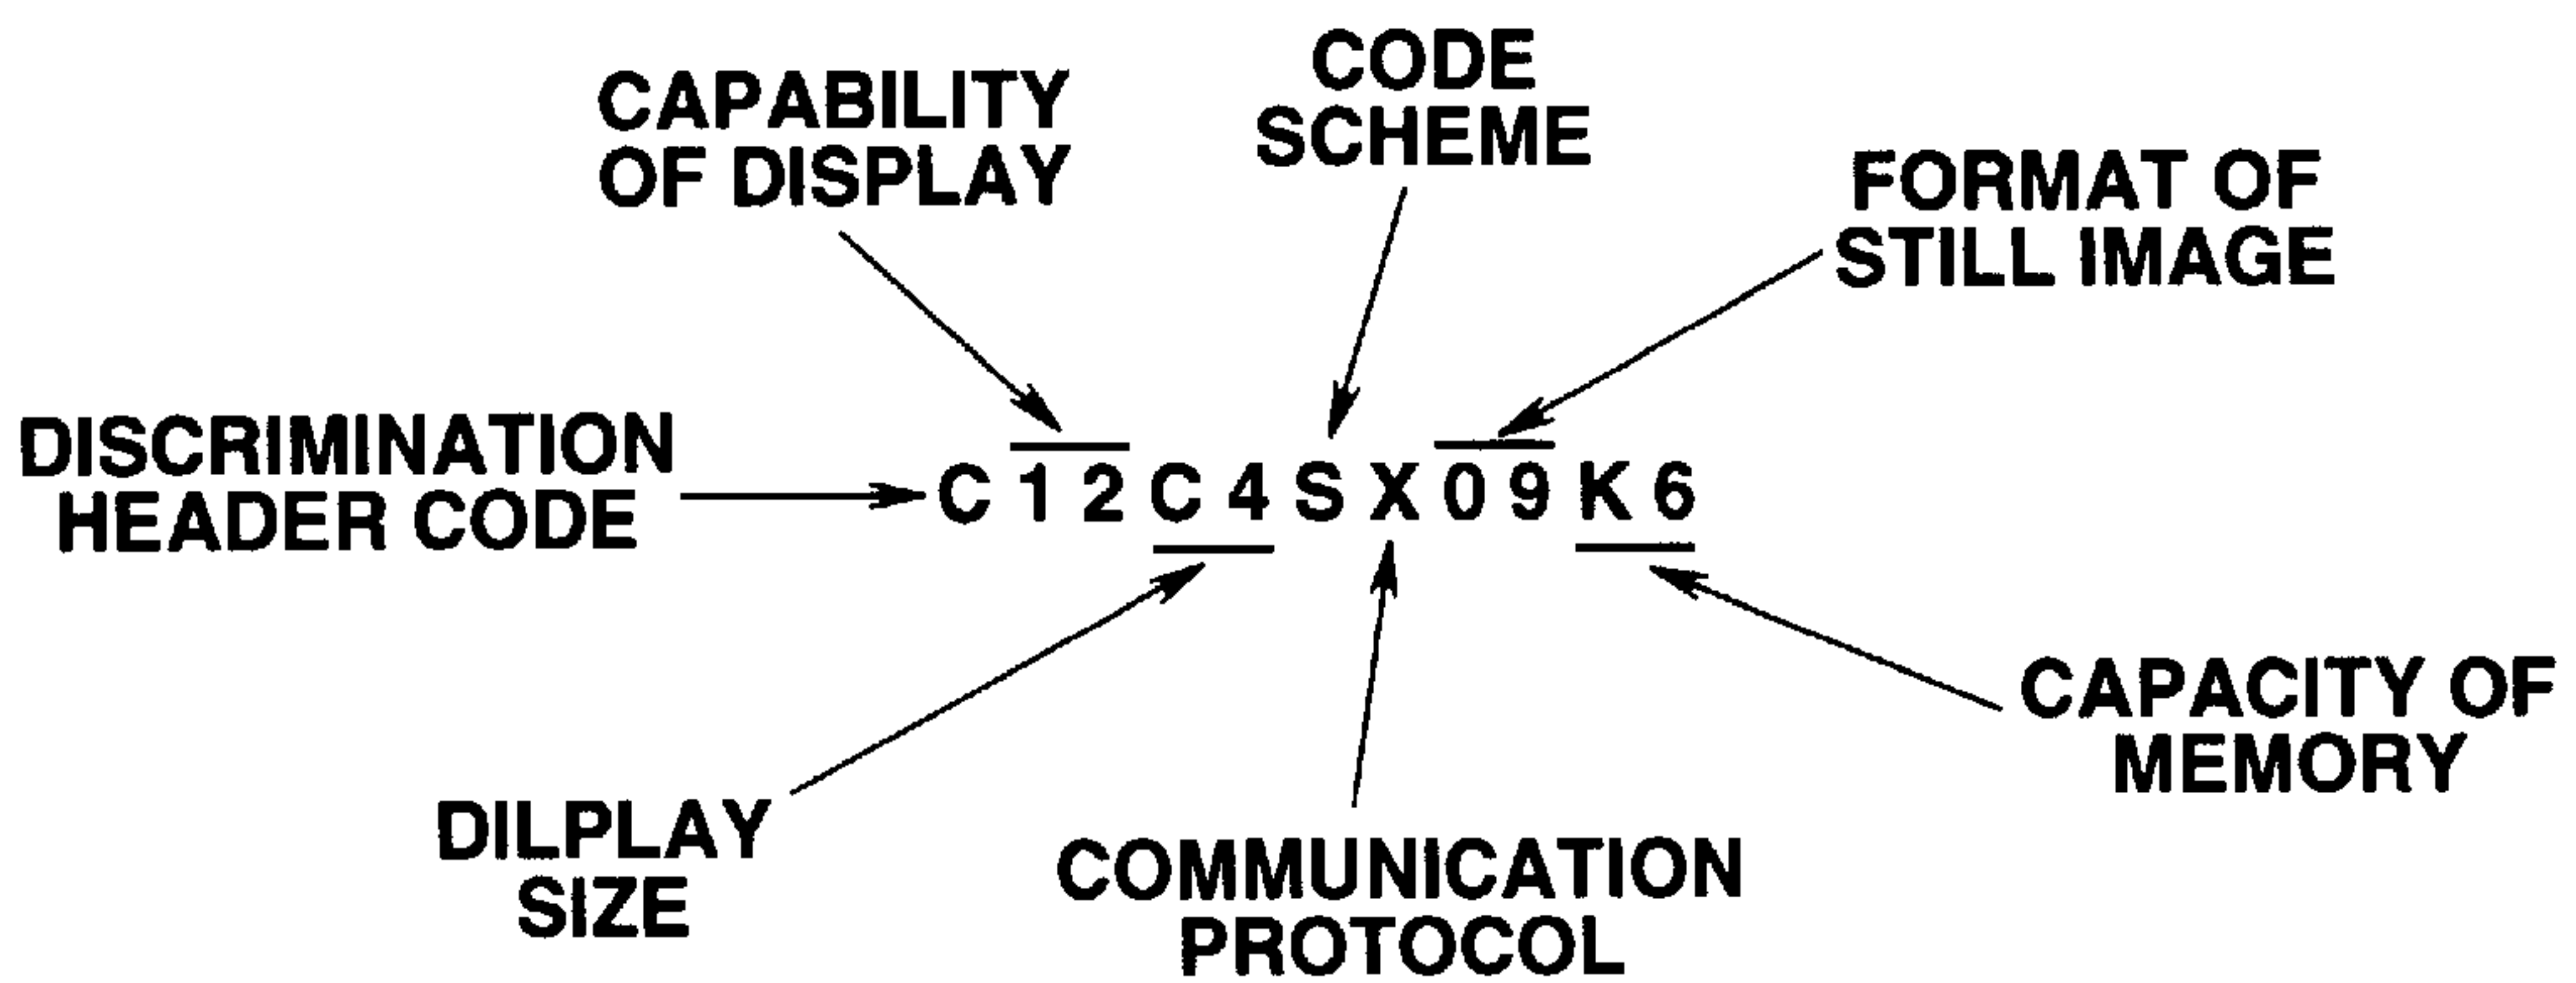 CODE
SCHEME
CAPABILITY
OF DISPLAY
FORMAT OF
STILL IMAGE
DISCRIMINATION
HEADER CODE
C 1 2 C 4 S X 0 9 K 6
CAPACITY OF
MEMORY
DILPLAY
SIZE
COMMUNICATION
PROTOCOL